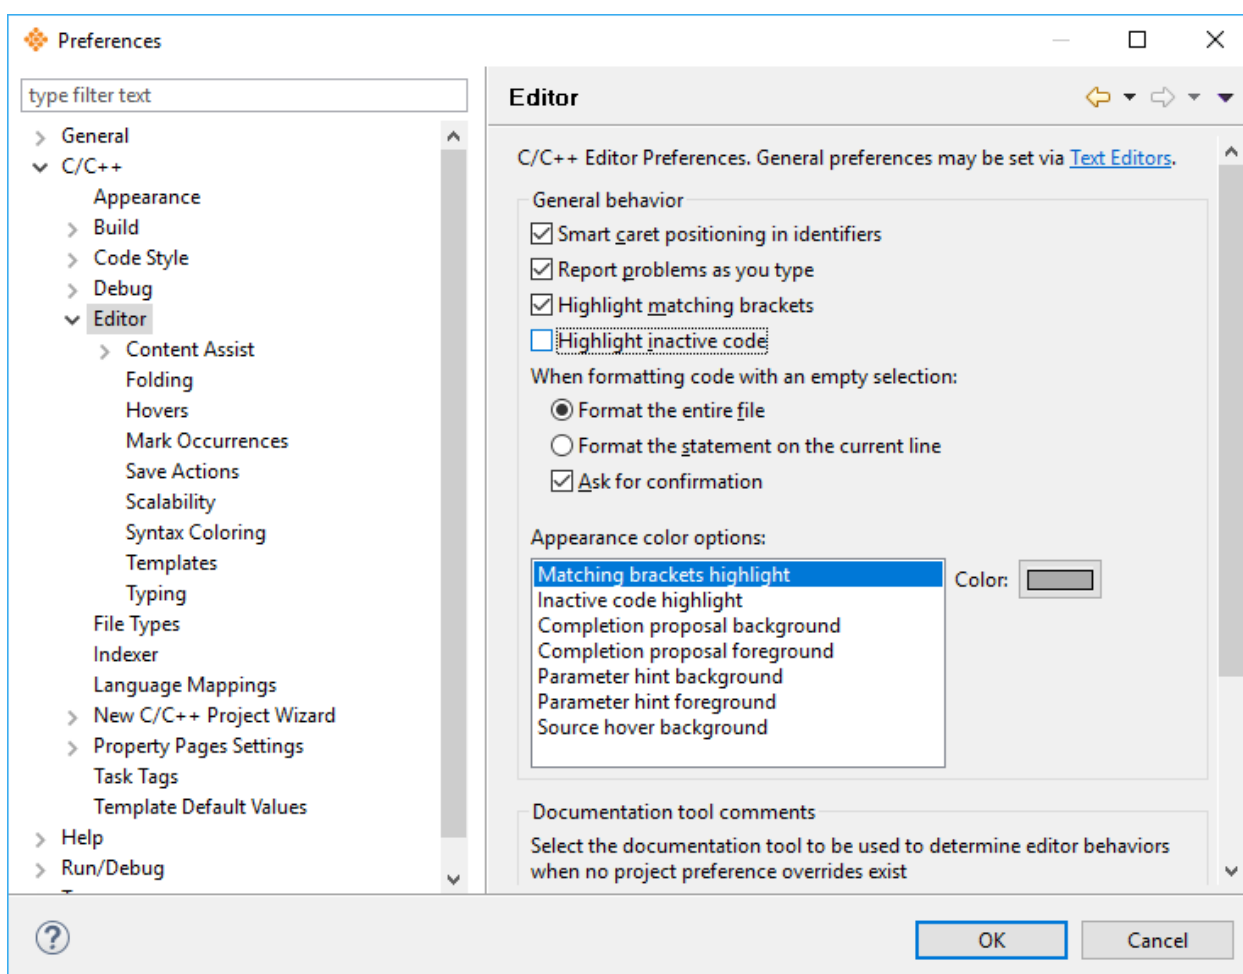 Preferences
type filter text
General
C/C++
Appearance
Build
Code Style
Debug
Editor
Content Assist
Folding
Hovers
Mark Occurrences
Save Actions
Scalability
Syntax Coloring
Templates
Typing
File Types
Indexer
Language Mappings
New C/C++ Project Wizard
Property Pages Settings
Task Tags
Template Default Values
Help
Run/Debug
Editor
C/C++ Editor Preferences. General preferences may be set via Text Editors.
General behavior
Smart caret positioning in identifiers
Report problems as you type
Highlight matching brackets
Highlight inactive code
When formatting code with an empty selection:
Format the entire file
Format the statement on the current line
Ask for confirmation
Appearance color options:
Matching brackets highlight
Inactive code highlight
Completion proposal background
Completion proposal foreground
Parameter hint background
Parameter hint foreground
Source hover background
Color:
Documentation tool comments
Select the documentation tool to be used to determine editor behaviors
when no project preference overrides exist
?
OK
Cancel